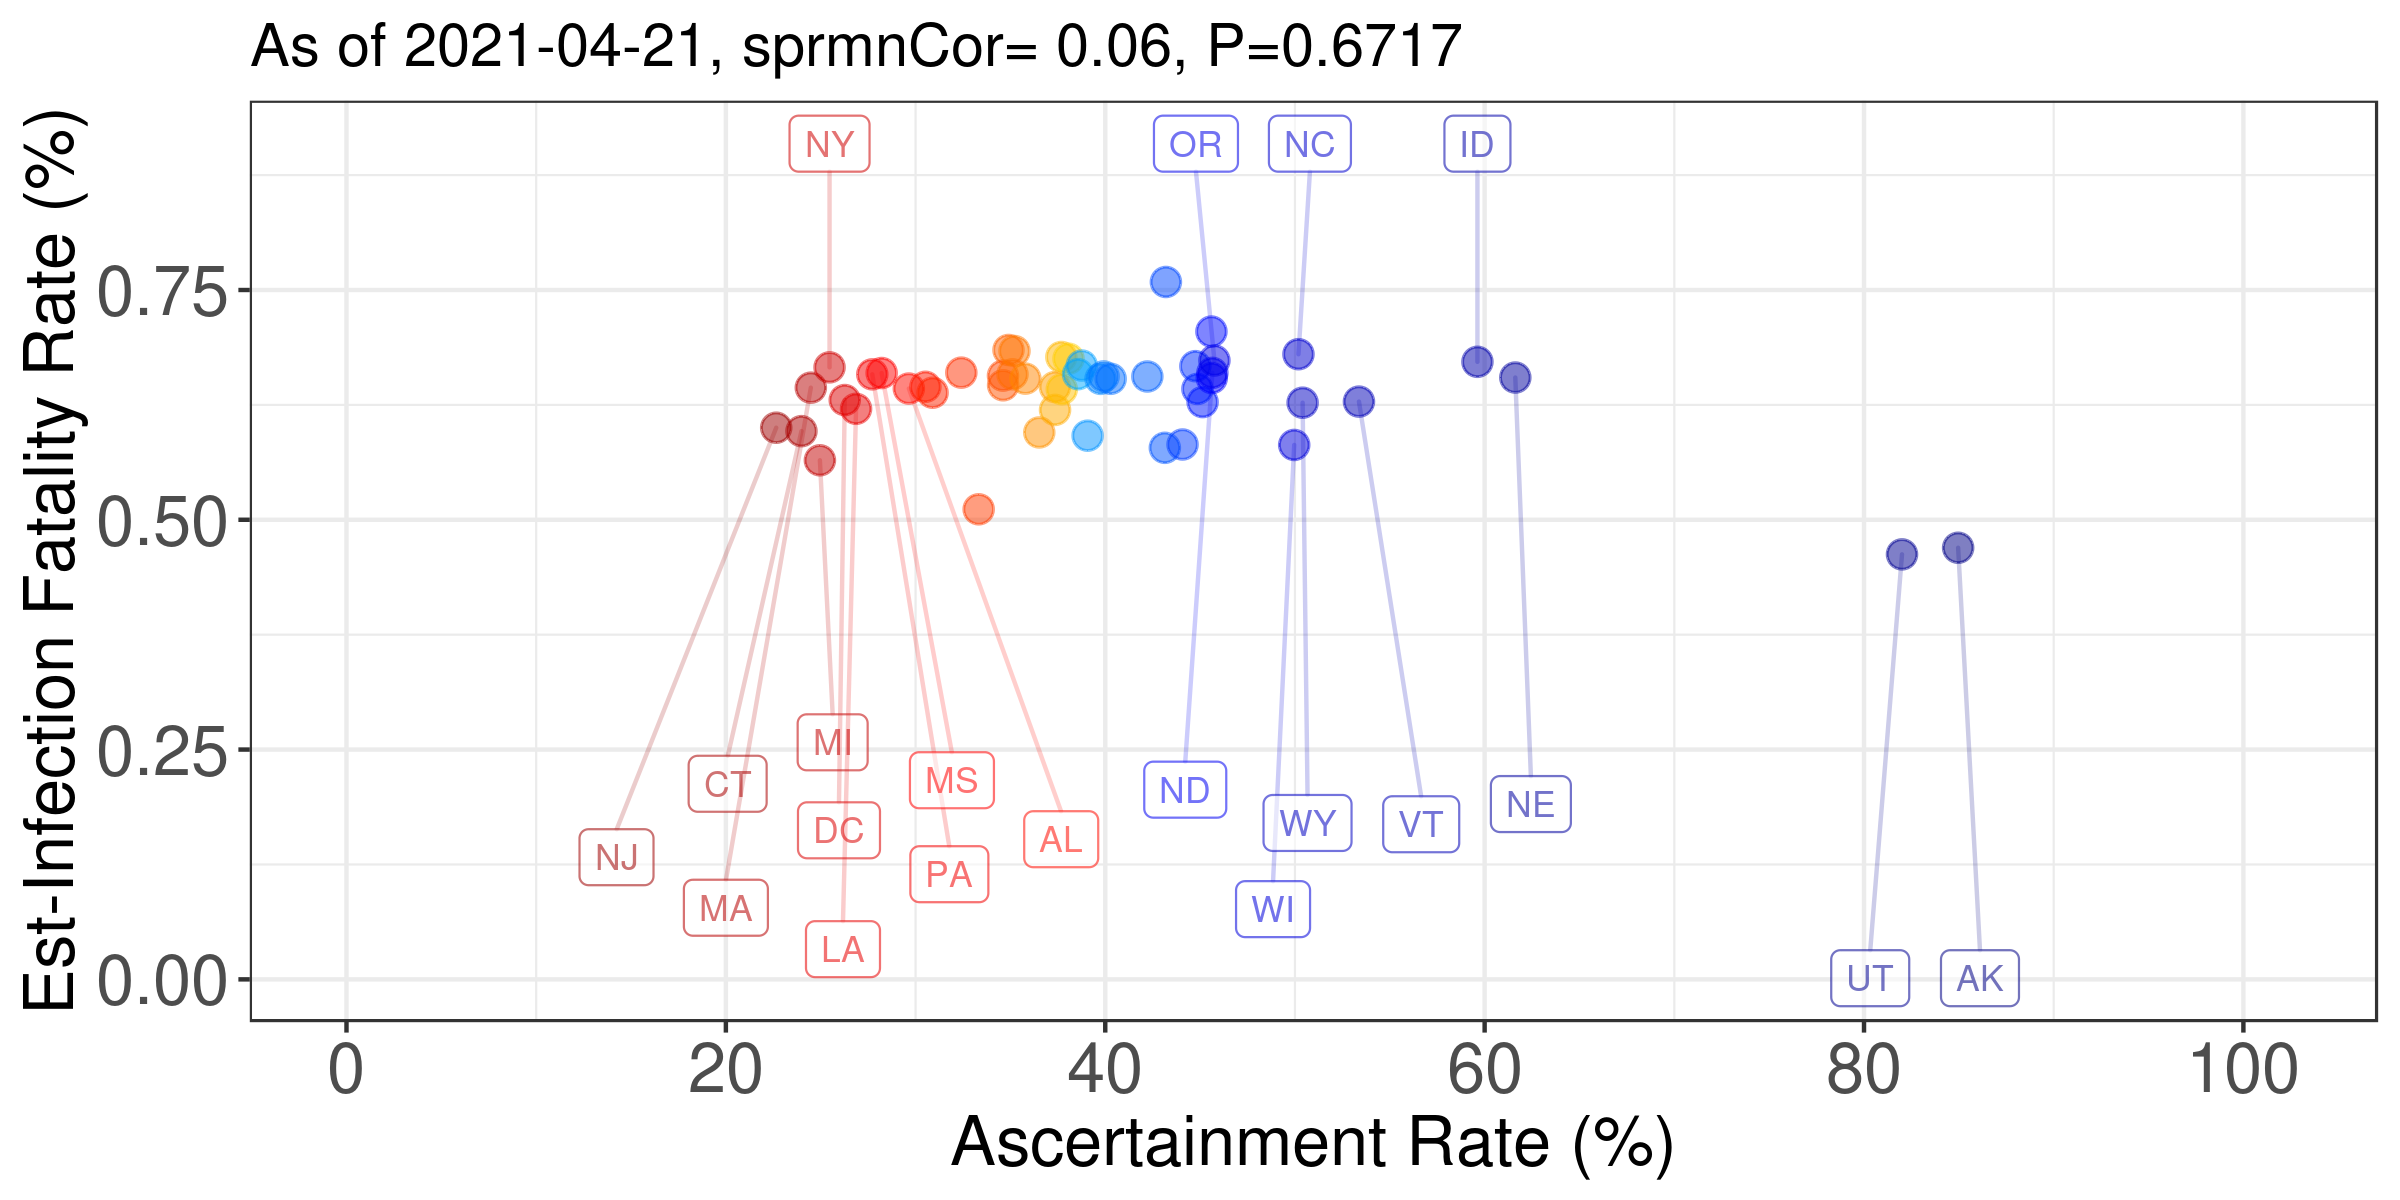 As of 2021-04-21, sprmnCor= 0.06, P=0.6717
Est-Infection Fatality Rate (%)
0.75
0.50
0.25
0.00
NY
OR
NC
ID
MI
CT
MS
ND
NE
DC
AL
WY
VT
NJ
PA
MA
WI
LA
UT
AK
0
20
40
60
80
100
Ascertainment Rate (%)